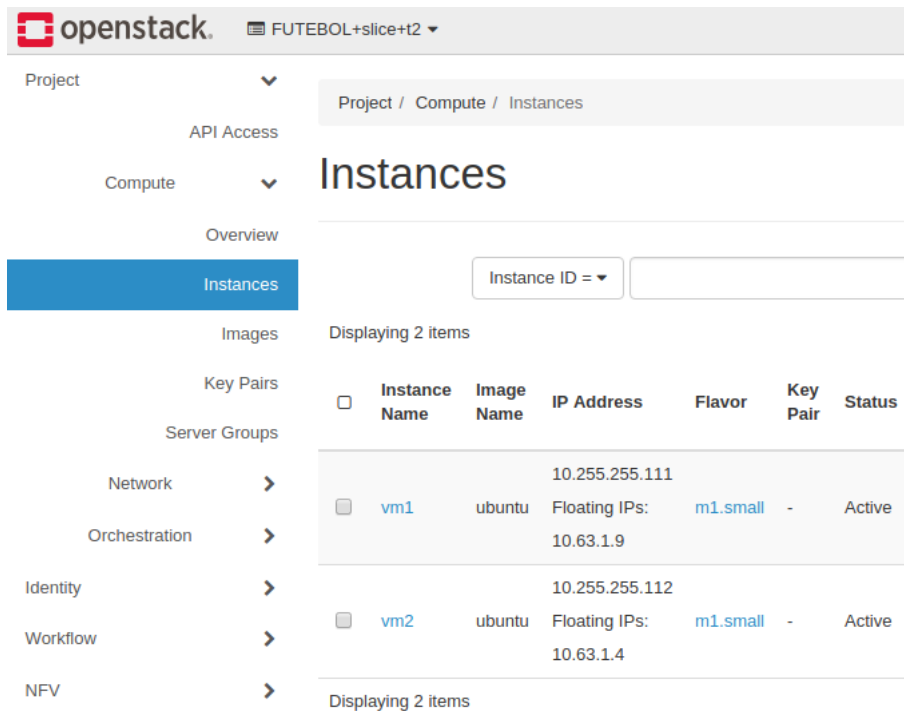 openstack. FUTEBOL+slice+t2
Project
API Access
Compute
Overview
Instances
Images
Key Pairs
Server Groups
Network
Orchestration
Identity
Workflow
NFV
Project / Compute / Instances
Instances
Instance ID =
Displaying 2 items
Instance Name Image Name IP Address Flavor Key Pair Status
vm1 ubuntu 10.255.255.111 Floating IPs: 10.63.1.9 m1.small - Active
vm2 ubuntu 10.255.255.112 Floating IPs: 10.63.1.4 m1.small - Active
Displaying 2 items